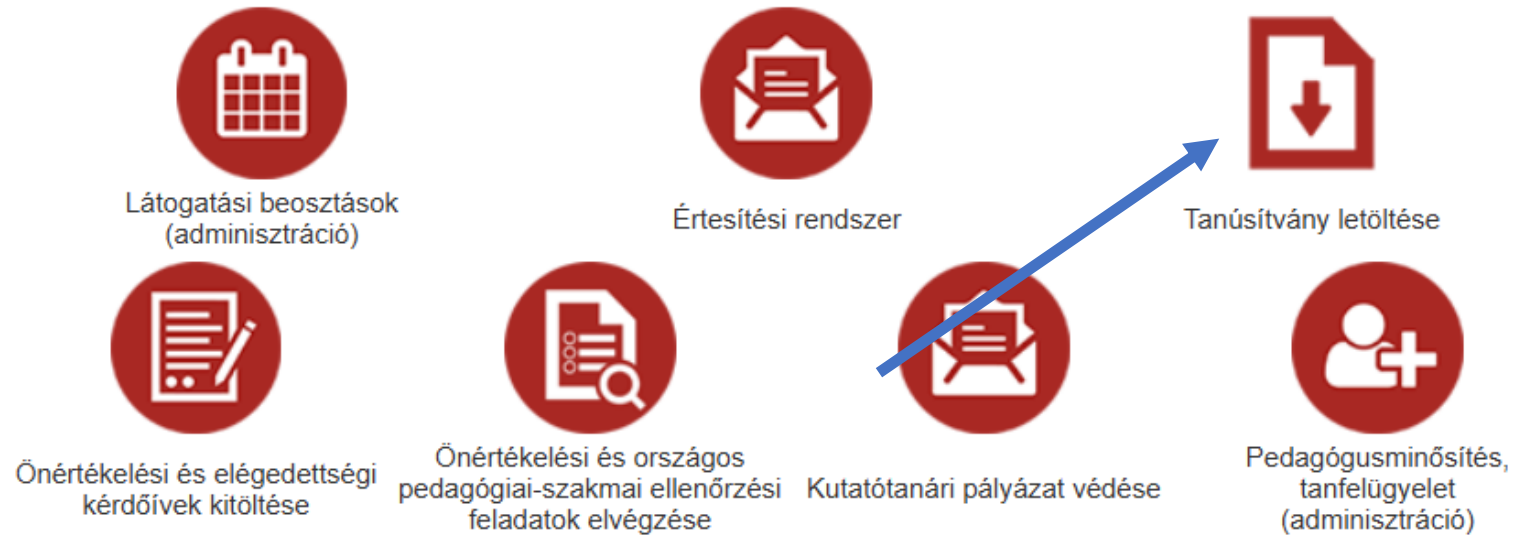 Látogatási beosztások
(adminisztráció)
Értesítési rendszer
Tanúsítvány letöltése
Önértékelési és elégedettségi
kérdőívek kitöltése
Önértékelési és országos
pedagógiai-szakmai ellenőrzési
feladatok elvégzése
Kutatótanári pályázat védése
Pedagógusminősítés,
tanfelügyelet
(adminisztráció)